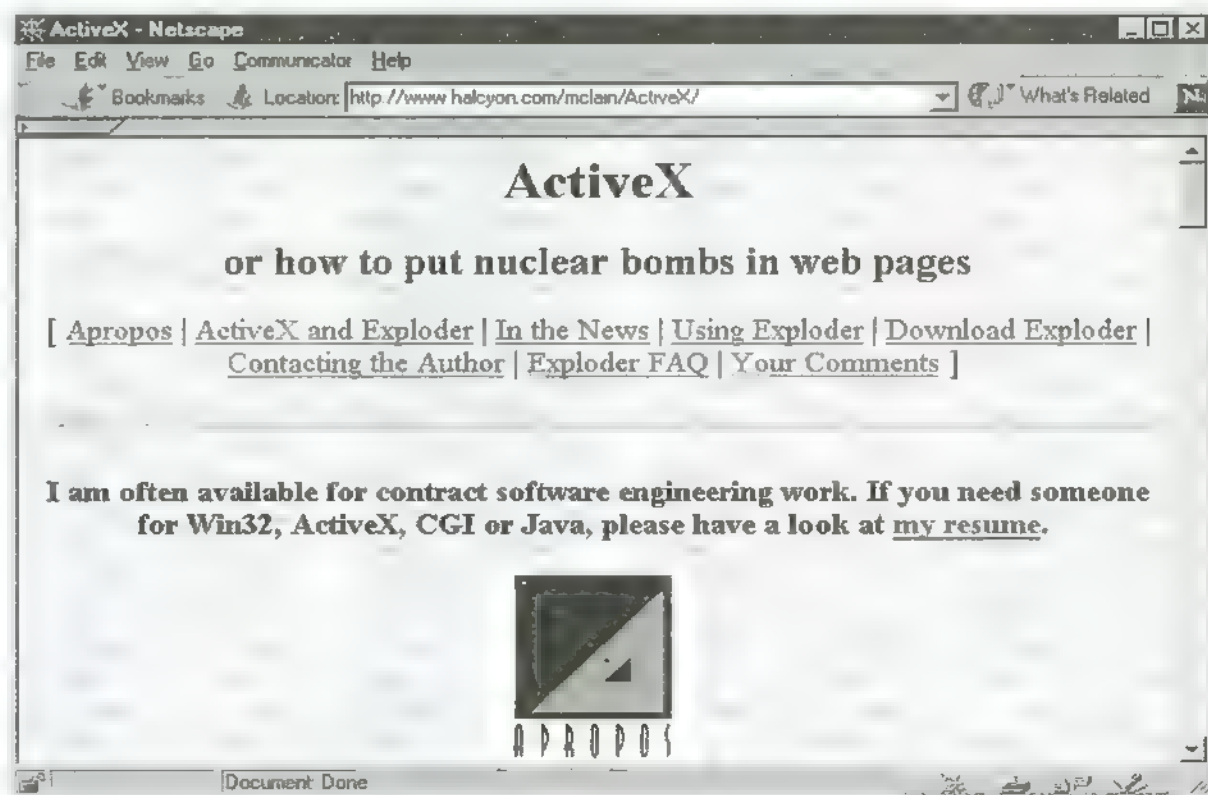 ActiveX - Netscape
File Edit View Go Communicator Help
Bookmarks Location: http://www.halcyon.com/mclain/ActiveX/ What's Related
ActiveX
or how to put nuclear bombs in web pages
[ Apropos | ActiveX and Exploder | In the News | Using Exploder | Download Exploder |
Contacting the Author | Exploder FAQ | Your Comments ]
I am often available for contract software engineering work. If you need someone
for Win32, ActiveX, CGI or Java, please have a look at my resume.
APROPOS
Document Done